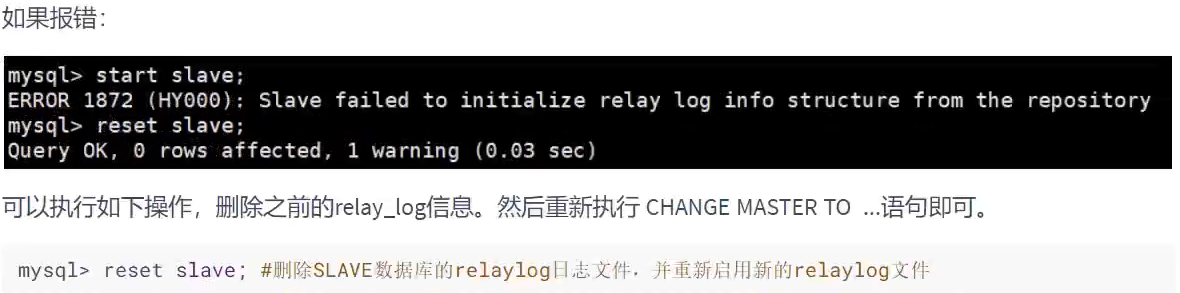 如果报错：
mysql> start slave;
ERROR 1872 (HY000): Slave failed to initialize relay log info structure from the repository
mysql> reset slave;
Query OK, 0 rows affected, 1 warning (0.03 sec)
可以执行如下操作，删除之前的relay_log信息。然后重新执行 CHANGE MASTER TO ...语句即可。
mysql> reset slave; #删除SLAVE数据库的relaylog日志文件，并重新启用新的relaylog文件